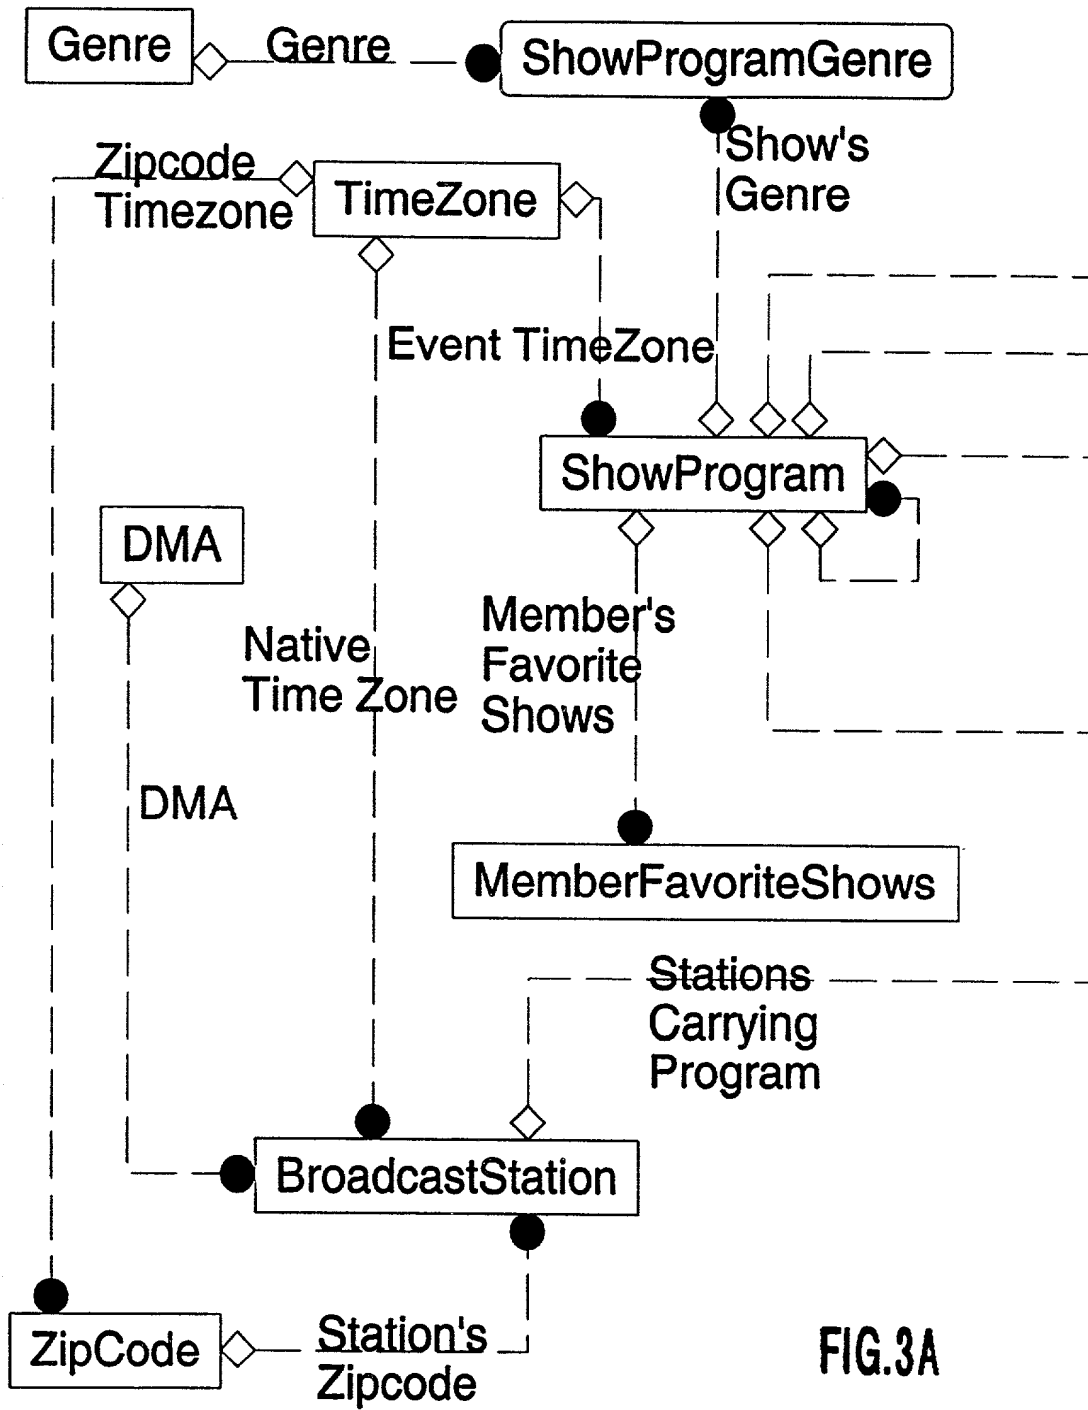 Genre
Genre
ShowProgramGenre
Show's
Genre
Zipcode
Timezone
TimeZone
Event TimeZone
ShowProgram
DMA
Native
Time Zone
Member's
Favorite
Shows
DMA
MemberFavoriteShows
Stations
Carrying
Program
BroadcastStation
ZipCode
Station's
Zipcode
FIG.3A